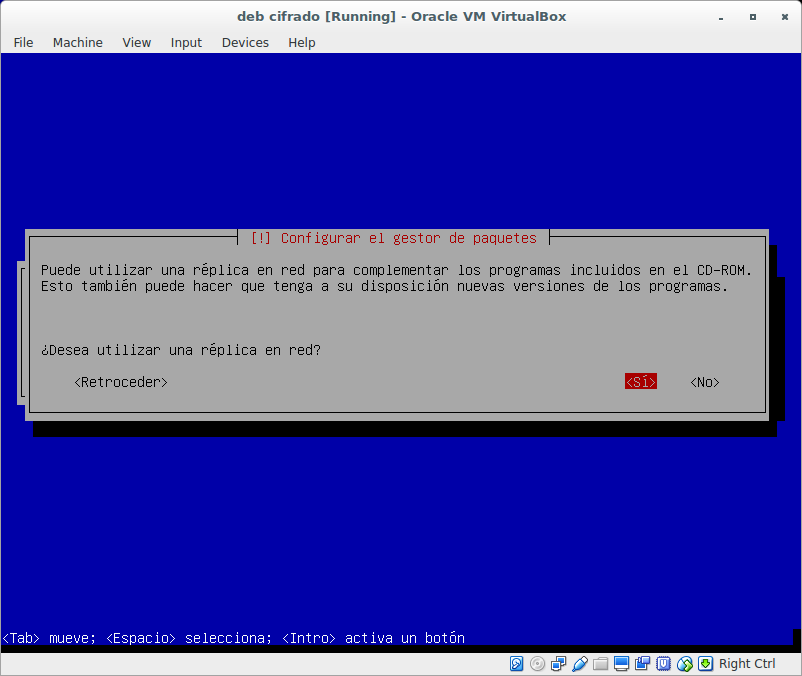 deb cifrado [Running] - Oracle VM VirtualBox
File Machine View Input Devices Help
[!] Configurar el gestor de paquetes
Puede utilizar una réplica en red para complementar los programas incluidos en el CD-ROM.
Esto también puede hacer que tenga a su disposición nuevas versiones de los programas.
¿Desea utilizar una réplica en red?
<Retroceder> <Sí> <No>
<Tab> mueve; <Espacio> selecciona; <Intro> activa un botón
Right Ctrl